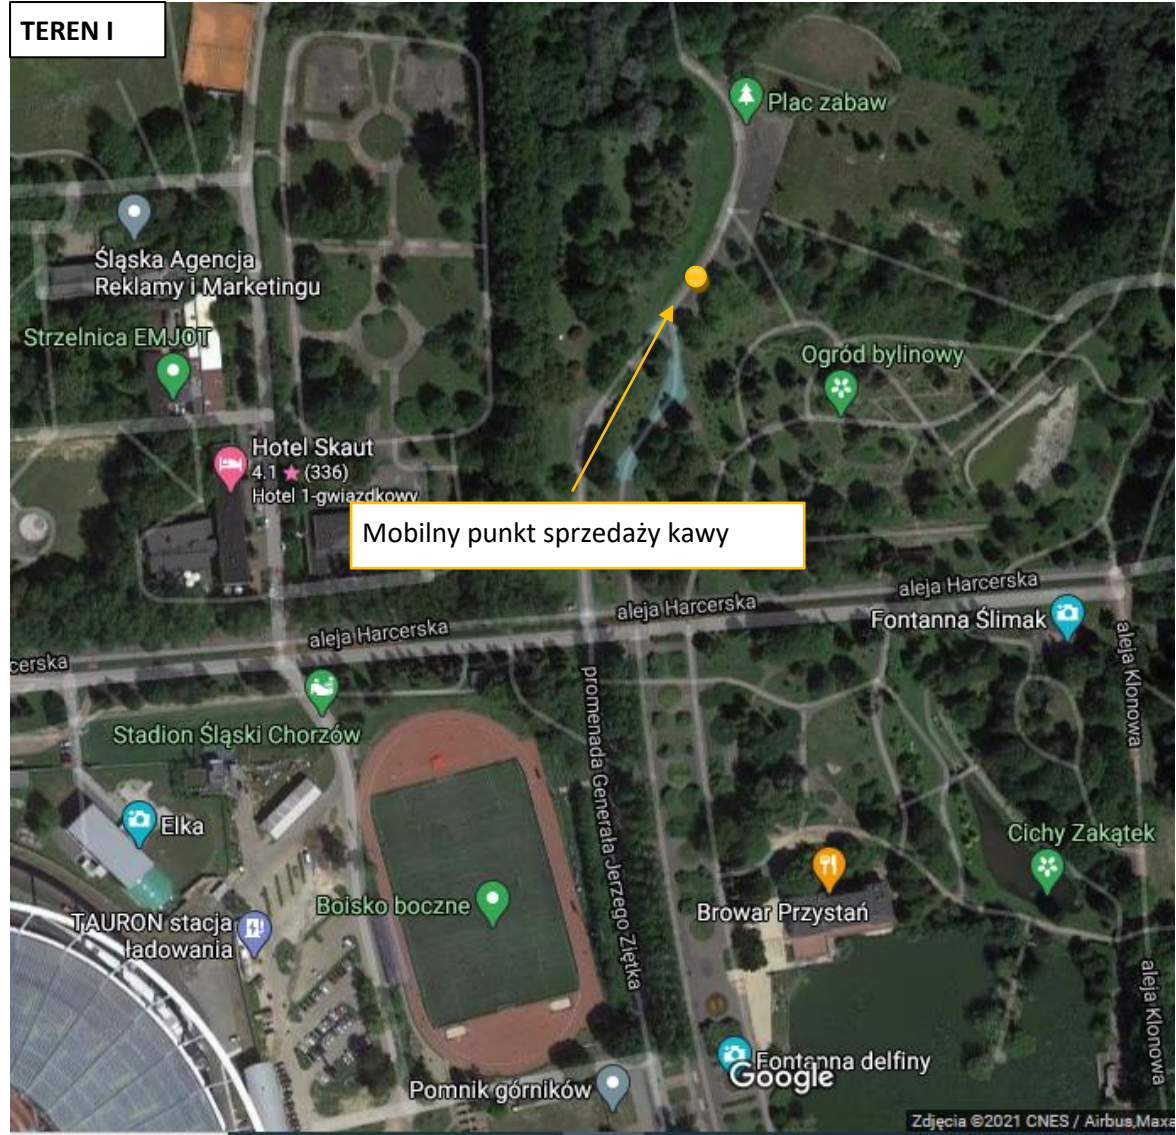 TEREN I
Plac zabaw
Śląska Agencja
Reklamy i Marketingu
Strzelnica EMJOT
Ogród bylinowy
Hotel Skaut
4.1 ★ (336)
Hotel 1-gwiazdkowy
Mobilny punkt sprzedaży kawy
aleja Harcerska
aleja Harcerska
Fontanna Ślimak
aleja Harcerska
cerska
aleja Klonowa
promenada Generała Jerzego Ziętka
Stadion Śląski Chorzów
Elka
Cichy Zakątek
Boisko boczne
Browar Przystań
TAURON stacja
ładowania
aleja Klonowa
Fontanna delfiny
Google
Pomnik górników
Zdjęcia ©2021 CNES / Airbus,Maxa